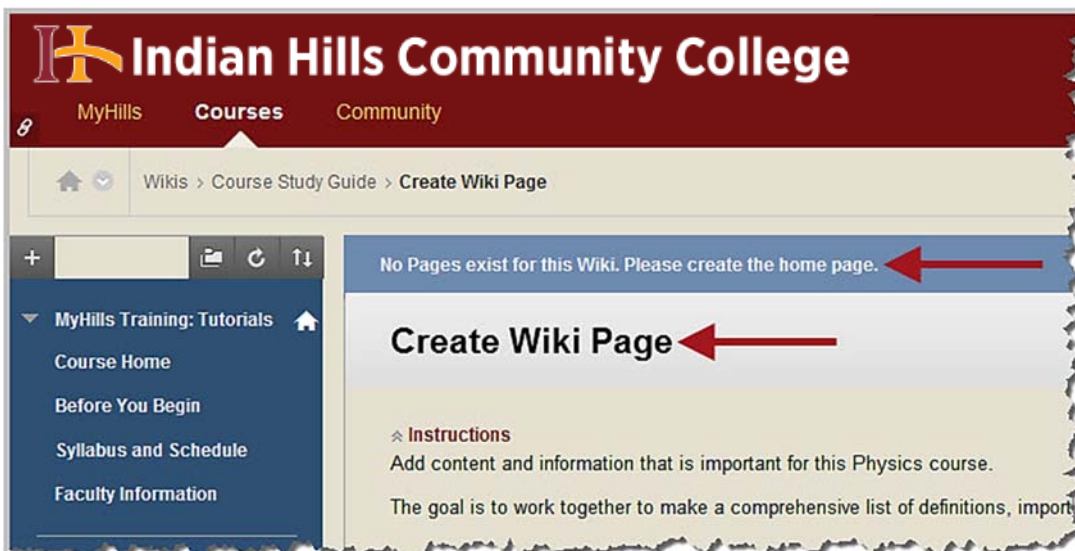 Indian Hills Community College
MyHills Courses Community
Wikis > Course Study Guide > Create Wiki Page
No Pages exist for this Wiki. Please create the home page.
MyHills Training: Tutorials
Course Home
Before You Begin
Syllabus and Schedule
Faculty Information
Create Wiki Page
Instructions
Add content and information that is important for this Physics course.
The goal is to work together to make a comprehensive list of definitions,